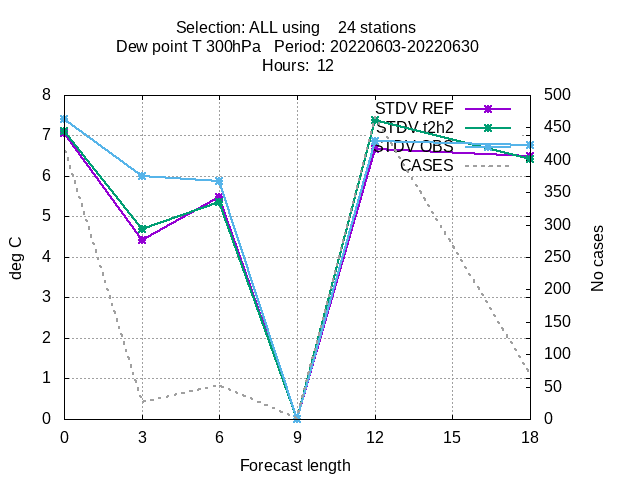 Selection: ALL using    24 stations
Dew point T 300hPa   Period: 20220603-20220630
Hours:  12
8
7
6
5
4
3
2
1
0
500
450
400
350
300
250
200
150
100
50
0
STDV REF
STDV t2h2
STDV OBS
CASES
deg C
No cases
0 3 6 9 12 15 18
Forecast length